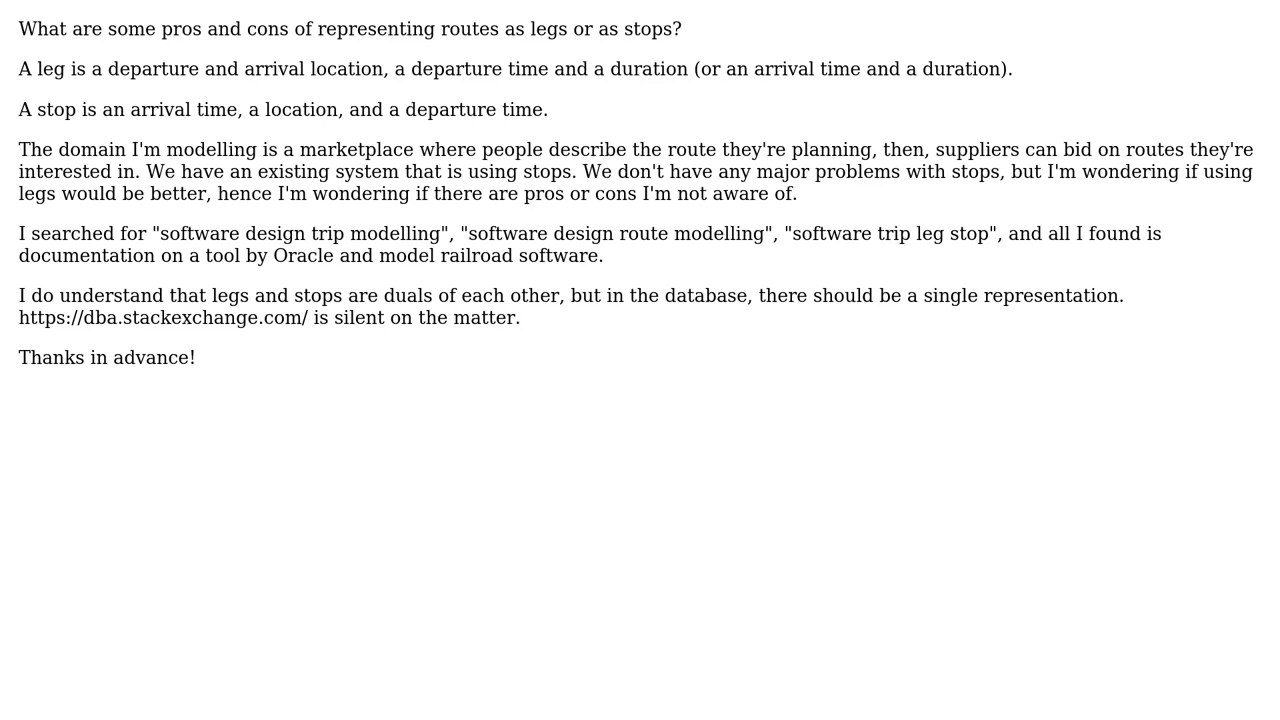 What are some pros and cons of representing routes as legs or as stops?
A leg is a departure and arrival location, a departure time and a duration (or an arrival time and a duration).
A stop is an arrival time, a location, and a departure time.
The domain I'm modelling is a marketplace where people describe the route they're planning, then, suppliers can bid on routes they're
interested in. We have an existing system that is using stops. We don't have any major problems with stops, but I'm wondering if using
legs would be better, hence I'm wondering if there are pros or cons I'm not aware of.
I searched for "software design trip modelling", "software design route modelling", "software trip leg stop", and all I found is
documentation on a tool by Oracle and model railroad software.
I do understand that legs and stops are duals of each other, but in the database, there should be a single representation.
https://dba.stackexchange.com/ is silent on the matter.
Thanks in advance!